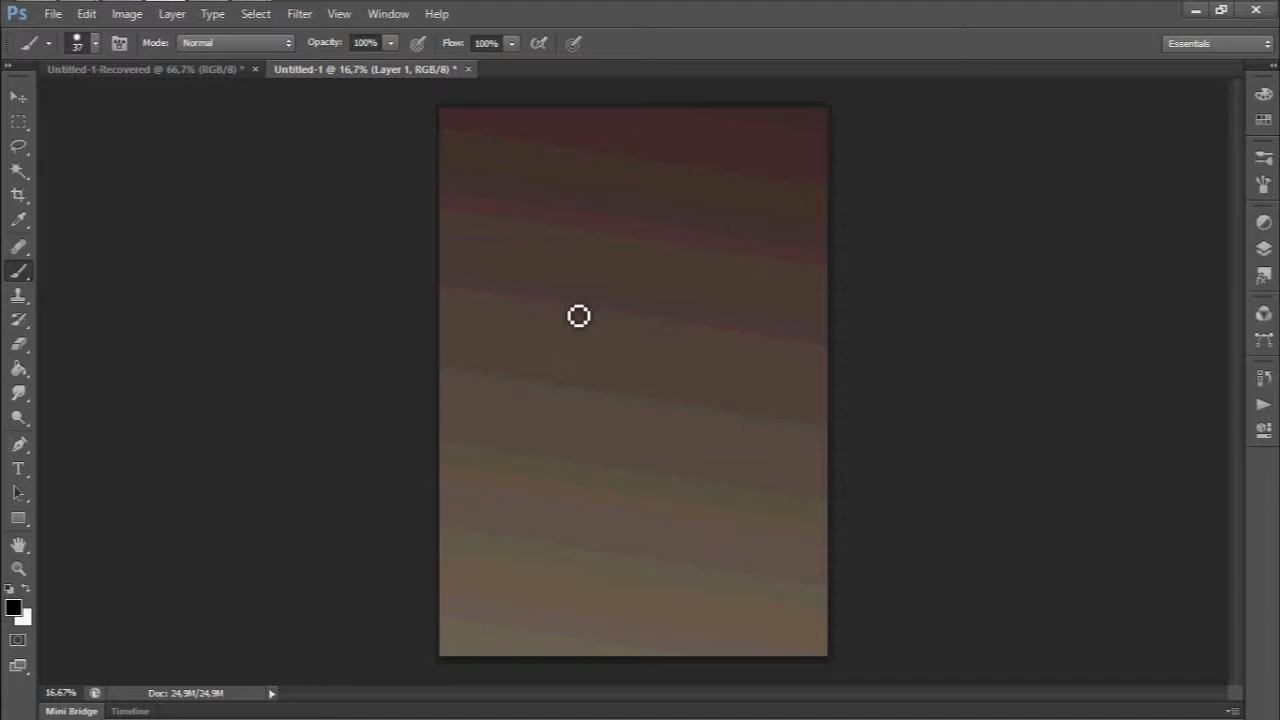 Ps File Edit Image Layer Type Select Filter View Window Help
37 Mode: Normal Opacity: 100% Flow: 100% Essentials
Untitled-1-Recovered @ 66,7% (RGB/8) * × Untitled-1 @ 16,7% (Layer 1, RGB/8) * ×
T
fx
16,67% Doc: 24,9M/24,9M
Mini Bridge Timeline